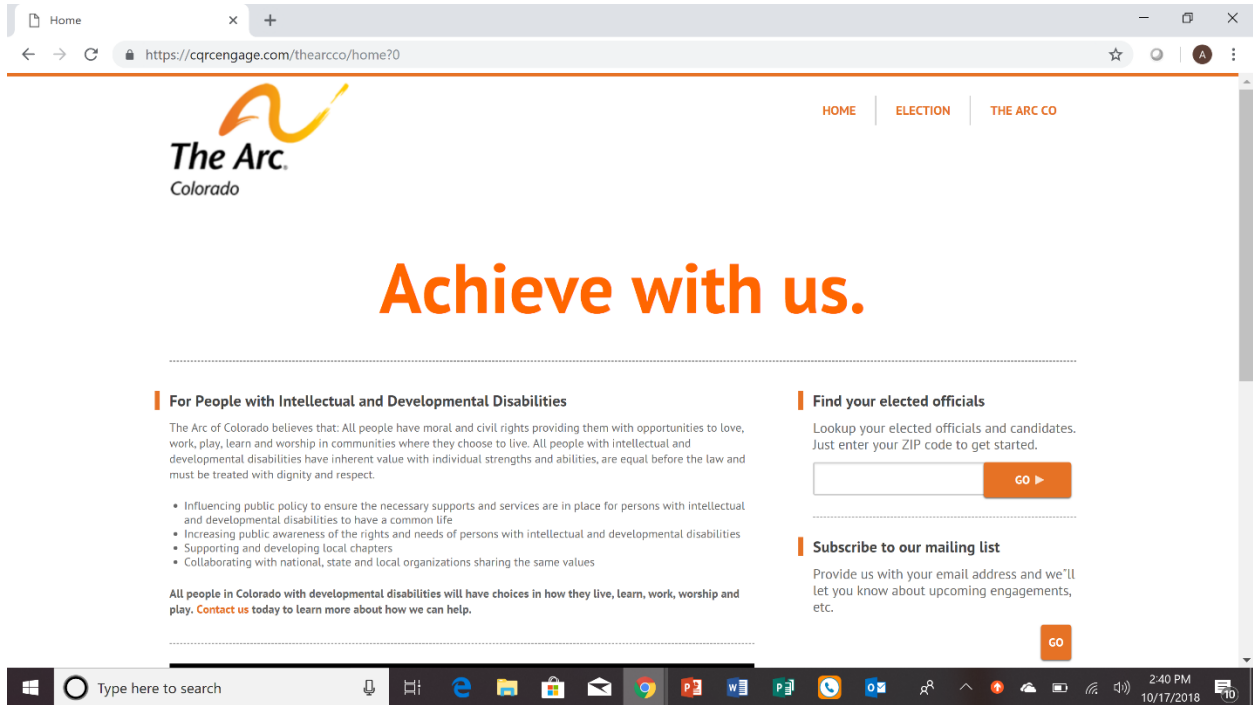 Home
https://cqrcengage.com/thearcco/home?0
A
The Arc.
Colorado
HOME
ELECTION
THE ARC CO
Achieve with us.
For People with Intellectual and Developmental Disabilities
The Arc of Colorado believes that: All people have moral and civil rights providing them with opportunities to love,
work, play, learn and worship in communities where they choose to live. All people with intellectual and
developmental disabilities have inherent value with individual strengths and abilities, are equal before the law and
must be treated with dignity and respect.
• Influencing public policy to ensure the necessary supports and services are in place for persons with intellectual
and developmental disabilities to have a common life
• Increasing public awareness of the rights and needs of persons with intellectual and developmental disabilities
• Supporting and developing local chapters
• Collaborating with national, state and local organizations sharing the same values
All people in Colorado with developmental disabilities will have choices in how they live, learn, work, worship and
play. Contact us today to learn more about how we can help.
Find your elected officials
Lookup your elected officials and candidates.
Just enter your ZIP code to get started.
GO
Subscribe to our mailing list
Provide us with your email address and we"ll
let you know about upcoming engagements,
etc.
GO
Type here to search
2:40 PM
10/17/2018
10